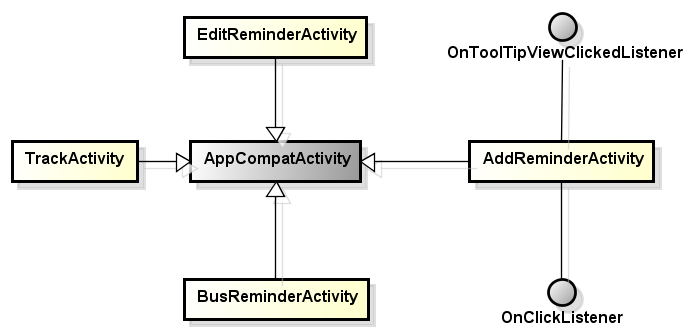 EditReminderActivity
OnToolTipViewClickedListener
TrackActivity
AppCompatActivity
AddReminderActivity
BusReminderActivity
OnClickListener